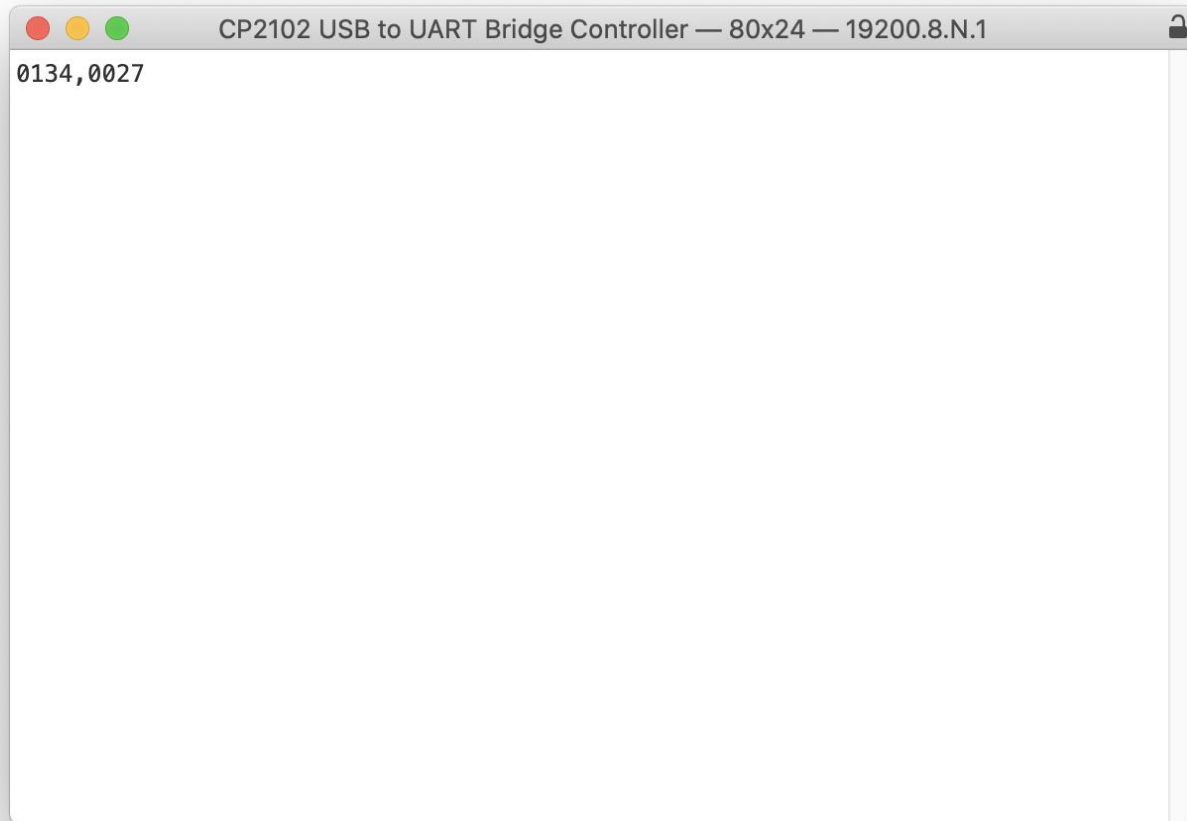 CP2102 USB to UART Bridge Controller — 80x24 — 19200.8.N.1
0134,0027